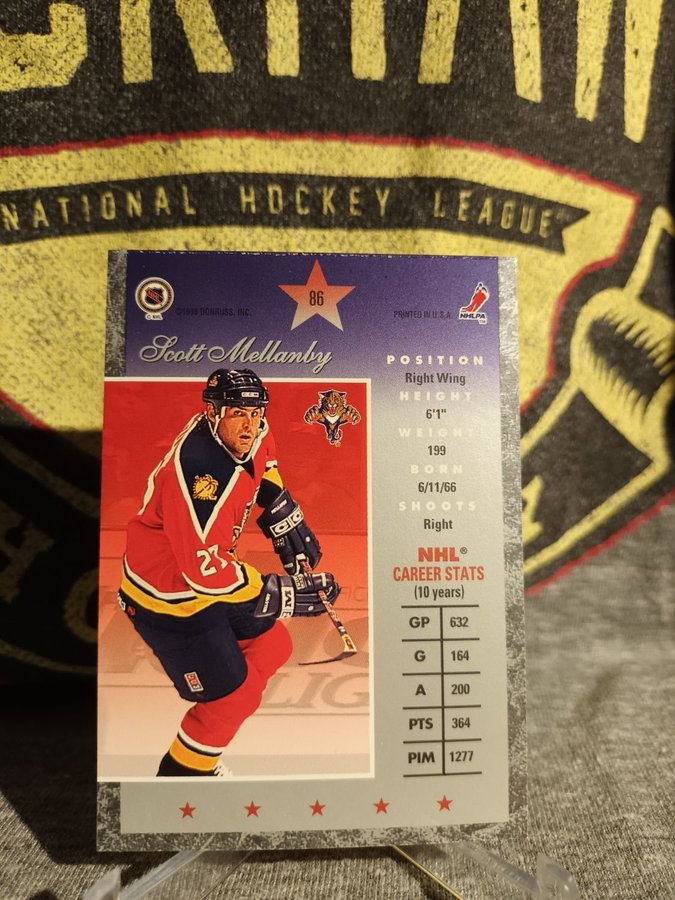 NATIONAL HOCKEY LEAGUE
86
© DONRUSS, INC.
PRINTED IN U.S.A.
NHLPA
Scott Mellanby
POSITION
Right Wing
HEIGHT
6'1"
WEIGHT
199
BORN
6/11/66
SHOOTS
Right
NHL®
CAREER STATS
(10 years)
GP 632
G 164
A 200
PTS 364
PIM 1277
27
CCM